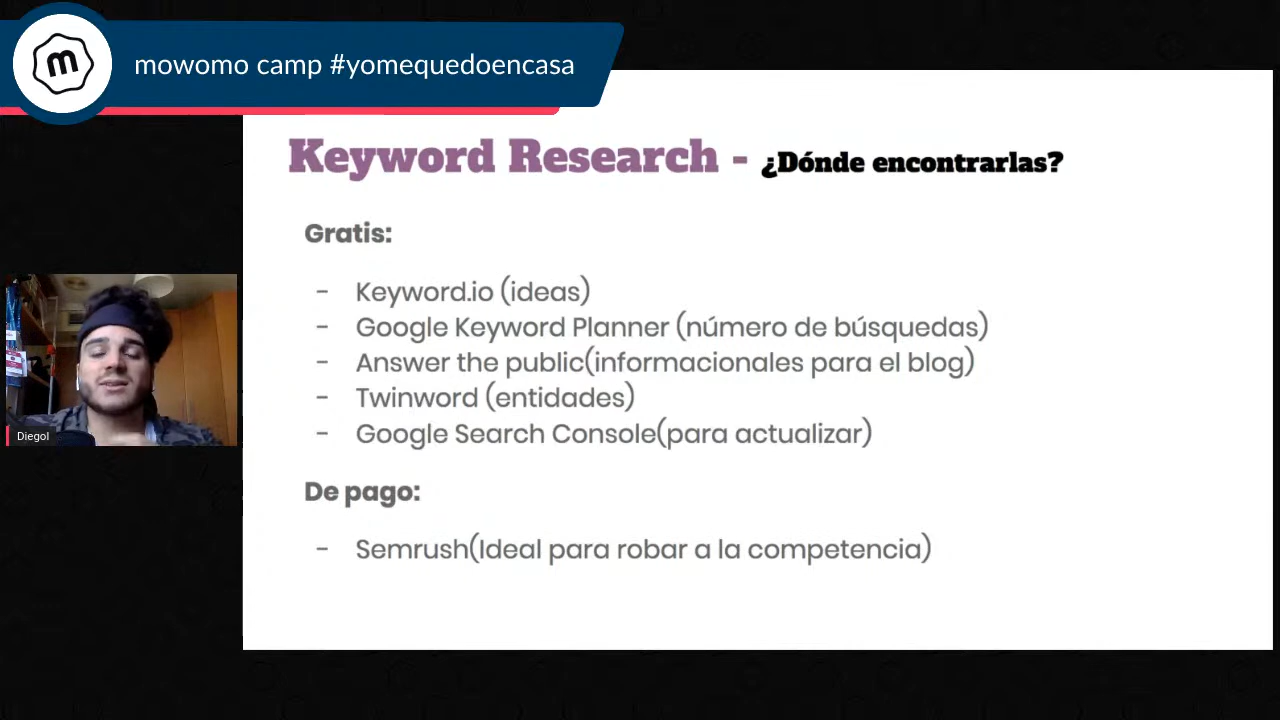 m
mowomo camp #yomequedoencasa
Keyword Research - ¿Dónde encontrarlas?
Gratis:
- Keyword.io (ideas)
- Google Keyword Planner (número de búsquedas)
- Answer the public(informacionales para el blog)
- Twinword (entidades)
- Google Search Console(para actualizar)
De pago:
- Semrush(Ideal para robar a la competencia)
Diegol